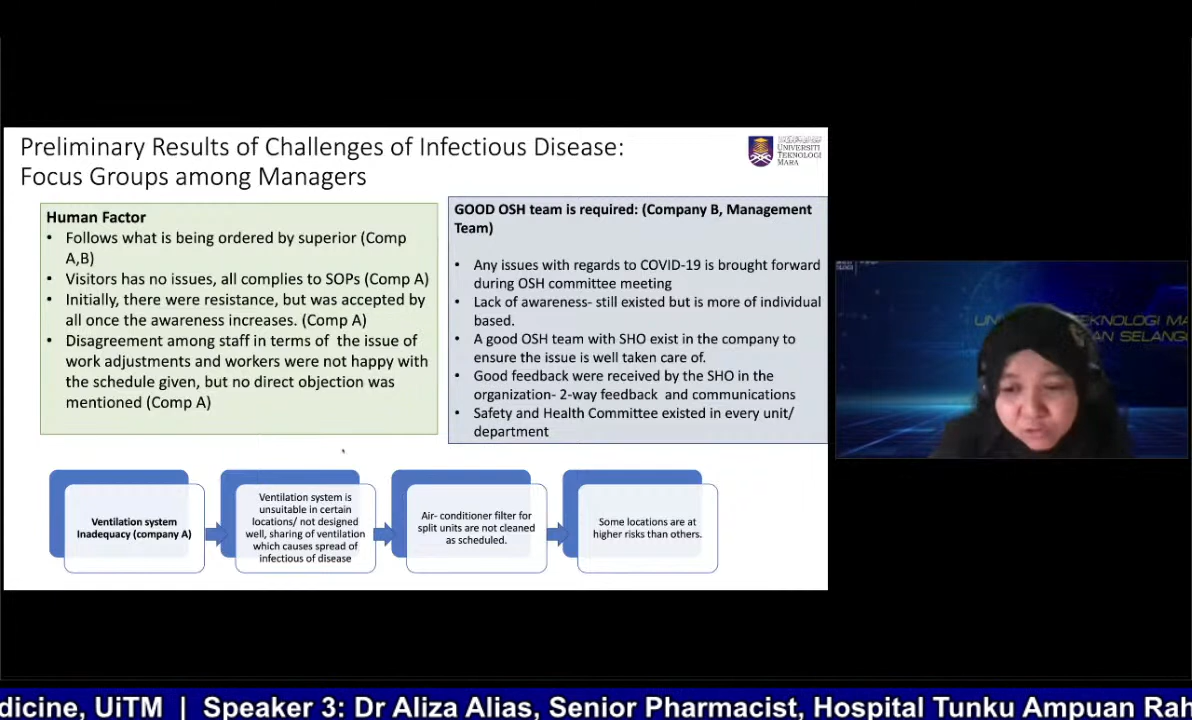 Preliminary Results of Challenges of Infectious Disease:
Focus Groups among Managers
UNIVERSITI
TEKNOLOGI
MARA
Human Factor
• Follows what is being ordered by superior (Comp
A,B)
• Visitors has no issues, all complies to SOPs (Comp A)
• Initially, there were resistance, but was accepted by
all once the awareness increases. (Comp A)
• Disagreement among staff in terms of the issue of
work adjustments and workers were not happy with
the schedule given, but no direct objection was
mentioned (Comp A)
GOOD OSH team is required: (Company B, Management
Team)
• Any issues with regards to COVID-19 is brought forward
during OSH committee meeting
• Lack of awareness- still existed but is more of individual
based.
• A good OSH team with SHO exist in the company to
ensure the issue is well taken care of.
• Good feedback were received by the SHO in the
organization- 2-way feedback and communications
• Safety and Health Committee existed in every unit/
department
Ventilation system
Inadequacy (company A)
Ventilation system is
unsuitable in certain
locations/ not designed
well, sharing of ventilation
which causes spread of
infectious of disease
Air- conditioner filter for
split units are not cleaned
as scheduled.
Some locations are at
higher risks than others.
dicine, UiTM | Speaker 3: Dr Aliza Alias, Senior Pharmacist, Hospital Tunku Ampuan Rah